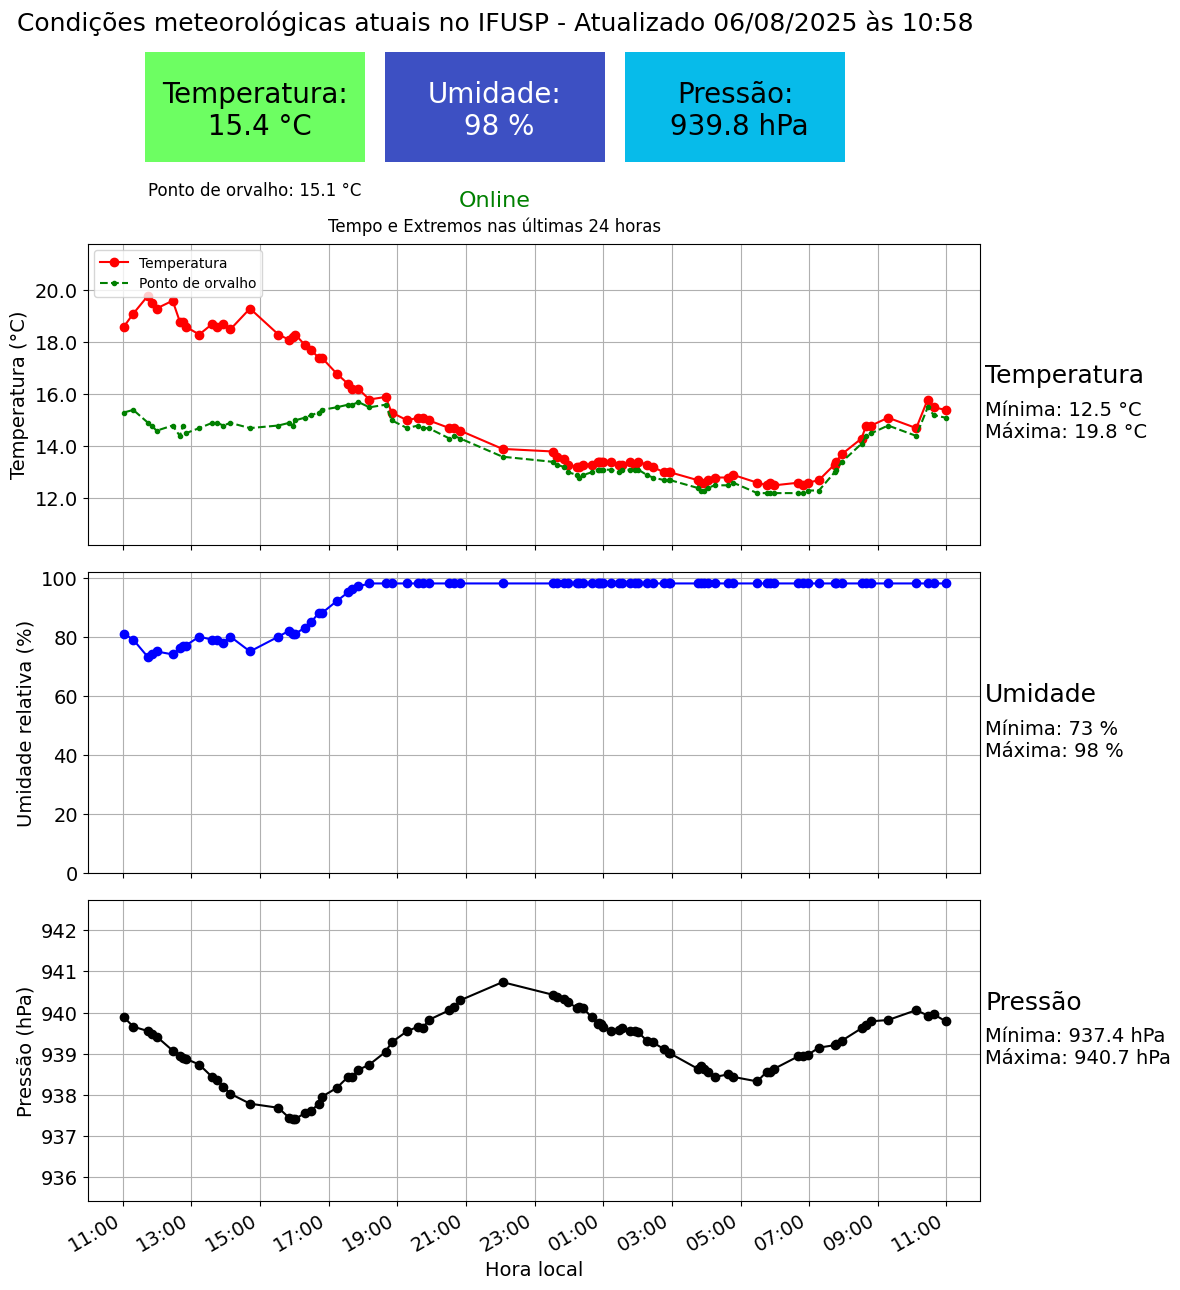 Condições meteorológicas atuais no IFUSP - Atualizado 06/08/2025 às 10:58
Temperatura:
15.4 °C
Umidade:
98 %
Pressão:
939.8 hPa
Ponto de orvalho: 15.1 °C
Online
Tempo e Extremos nas últimas 24 horas
Temperatura
Ponto de orvalho
Temperatura (°C)
20.0
18.0
16.0
14.0
12.0
Temperatura
Mínima: 12.5 °C
Máxima: 19.8 °C
Umidade relativa (%)
100
80
60
40
20
0
Umidade
Mínima: 73 %
Máxima: 98 %
Pressão (hPa)
942
941
940
939
938
937
936
Pressão
Mínima: 937.4 hPa
Máxima: 940.7 hPa
11:00
13:00
15:00
17:00
19:00
21:00
23:00
01:00
03:00
05:00
07:00
09:00
11:00
Hora local